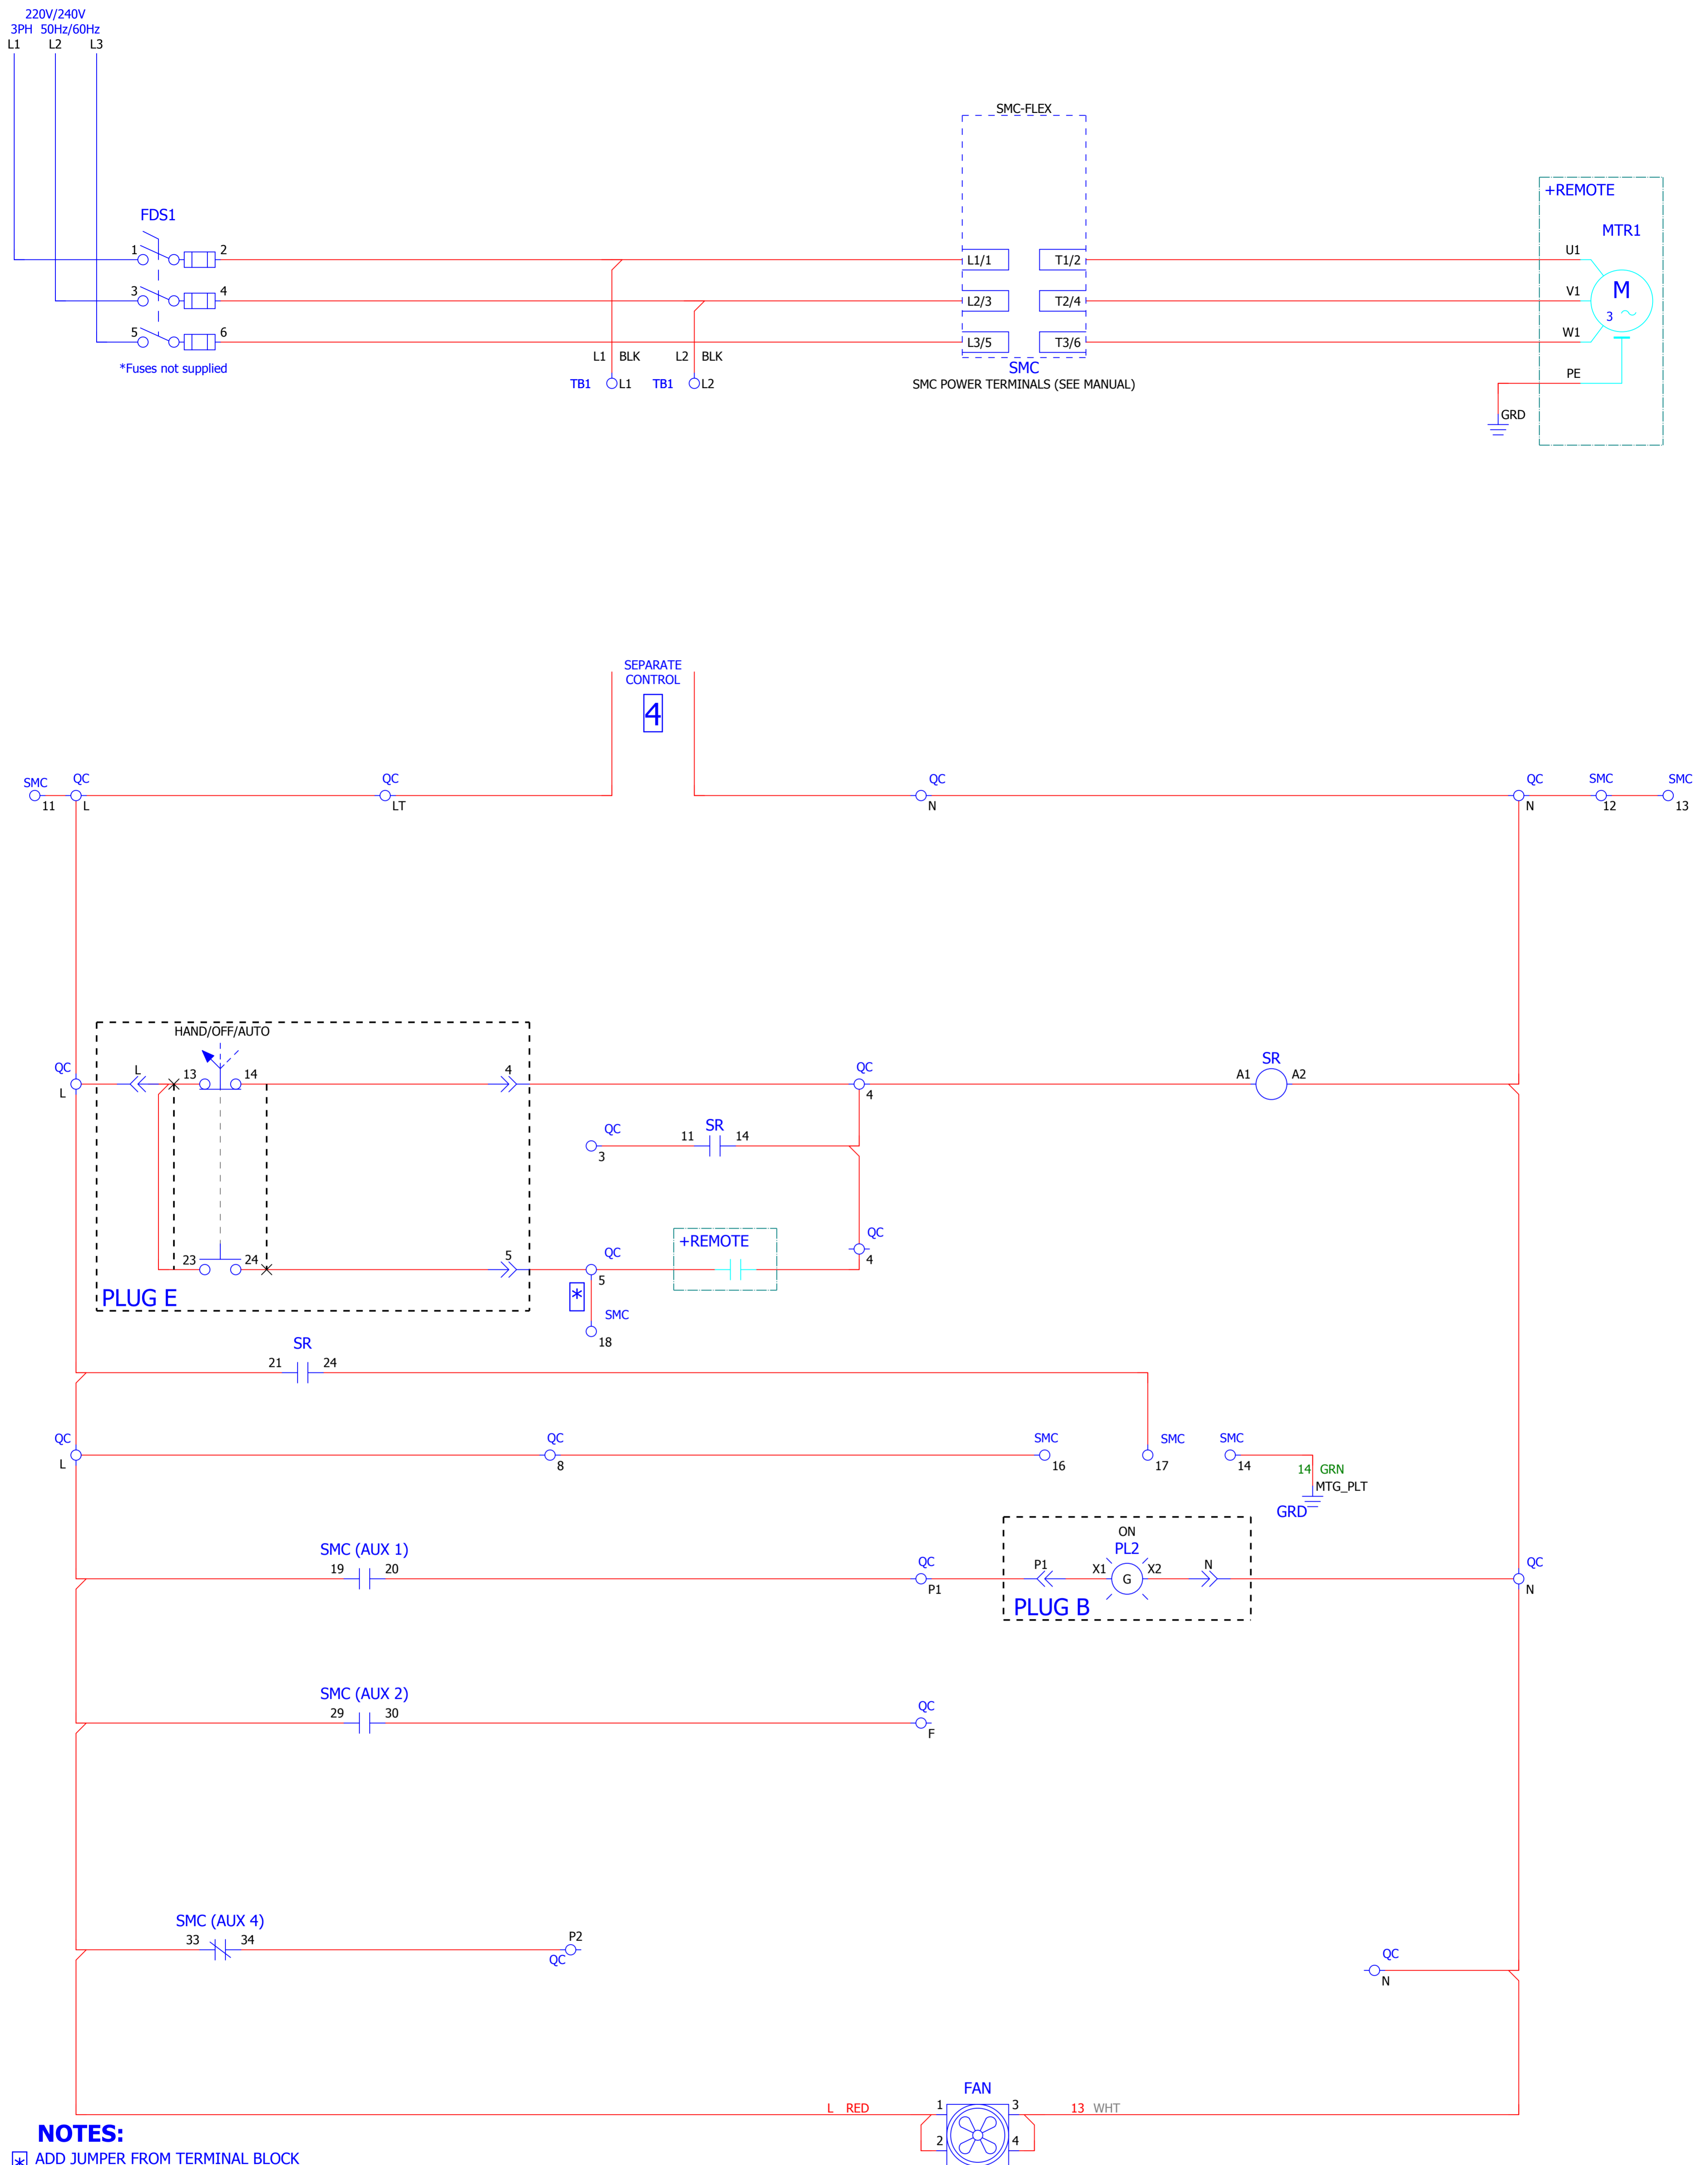 220V/240V
3PH 50Hz/60Hz
L1 L2 L3
SMC-FLEX
+REMOTE
MTR1
FDS1
1 2 L1/1 T1/2 U1
3 4 L2/3 T2/4 V1 M
3
5 6 L3/5 T3/6 W1
*Fuses not supplied
L1 BLK L2 BLK
SMC
TB1 L1 TB1 L2
SMC POWER TERMINALS (SEE MANUAL)
PE
GRD
SEPARATE
CONTROL
4
SMC QC QC QC QC SMC SMC
11 L LT N N 12 13
HAND/OFF/AUTO
QC L 13 14 4 QC SR
L 4 A1 A2
QC 11 SR 14
3
QC
+REMOTE
23 24 5 QC
5 4
PLUG E
*
SMC
18
SR
21 24
QC QC SMC SMC SMC
L 8 16 17 14
14 GRN
MTG_PLT
GRD
ON
SMC (AUX 1) PL2
19 20 QC P1 X1 G X2 N QC
P1 N
PLUG B
SMC (AUX 2)
29 30 QC
F
SMC (AUX 4)
33 34 P2
QC
QC
N
FAN
L RED 1 3 13 WHT
2 4
NOTES:
* ADD JUMPER FROM TERMINAL BLOCK